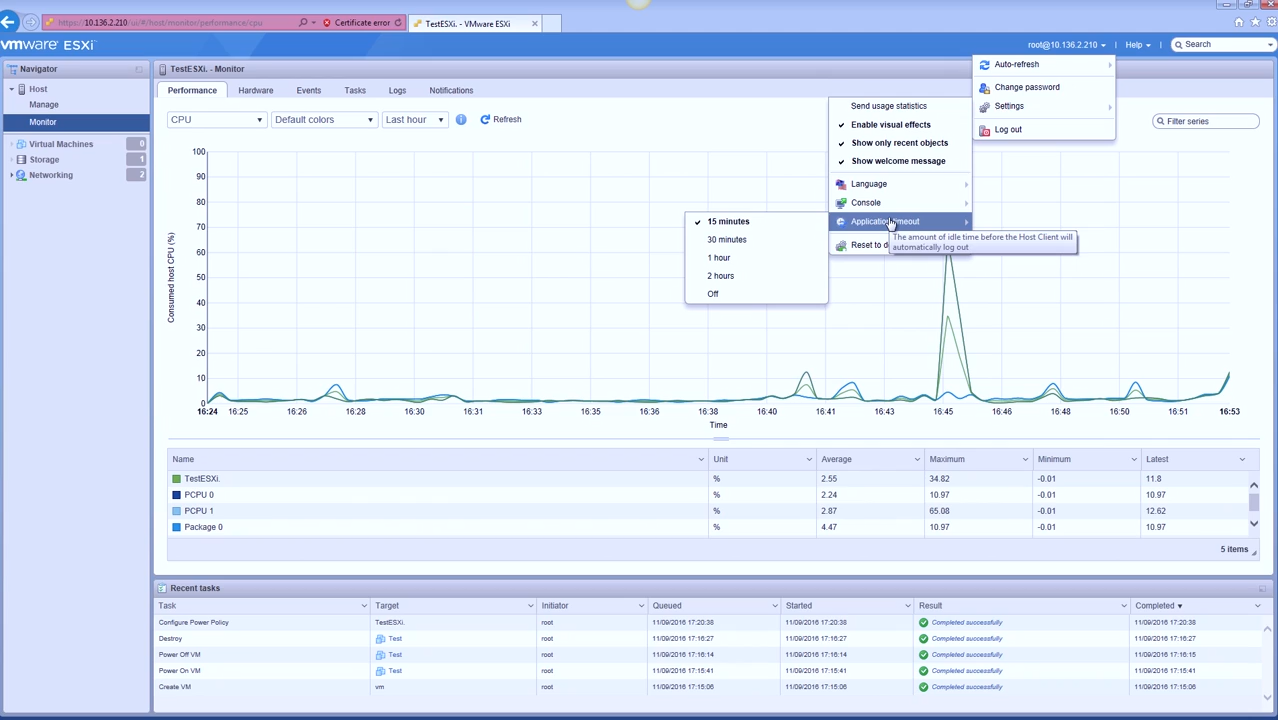 https://10.136.2.210/ui/#/host/monitor/performance/cpu
Certificate error
TestESXi. - VMware ESXi
vmware ESXi
root@10.136.2.210
Help
Search
Navigator
TestESXi. - Monitor
Auto-refresh
Change password
Settings
Log out
Host
Manage
Monitor
Virtual Machines 0
Storage 1
Networking 2
Performance
Hardware
Events
Tasks
Logs
Notifications
CPU
Default colors
Last hour
Refresh
Filter series
Send usage statistics
Enable visual effects
Show only recent objects
Show welcome message
Language
Console
Application timeout
Reset to d
The amount of idle time before the Host Client will
automatically log out
15 minutes
30 minutes
1 hour
2 hours
Off
Consumed host CPU (%)
100
90
80
70
60
50
40
30
20
10
0
16:24 16:25 16:26 16:28 16:30 16:31 16:33 16:35 16:36 16:38 16:40 16:41 16:43 16:45 16:46 16:48 16:50 16:51 16:53
Time
Name Unit Average Maximum Minimum Latest
TestESXi. % 2.55 34.82 -0.01 11.8
PCPU 0 % 2.24 10.97 -0.01 10.97
PCPU 1 % 2.87 65.08 -0.01 12.62
Package 0 % 4.47 10.97 -0.01 10.97
5 items
Recent tasks
Task Target Initiator Queued Started Result Completed
Configure Power Policy TestESXi. root 11/09/2016 17:20:38 11/09/2016 17:20:38 Completed successfully 11/09/2016 17:20:38
Destroy Test root 11/09/2016 17:16:27 11/09/2016 17:16:27 Completed successfully 11/09/2016 17:16:27
Power Off VM Test root 11/09/2016 17:16:14 11/09/2016 17:16:14 Completed successfully 11/09/2016 17:16:15
Power On VM Test root 11/09/2016 17:15:41 11/09/2016 17:15:41 Completed successfully 11/09/2016 17:15:41
Create VM vm root 11/09/2016 17:15:06 11/09/2016 17:15:06 Completed successfully 11/09/2016 17:15:06